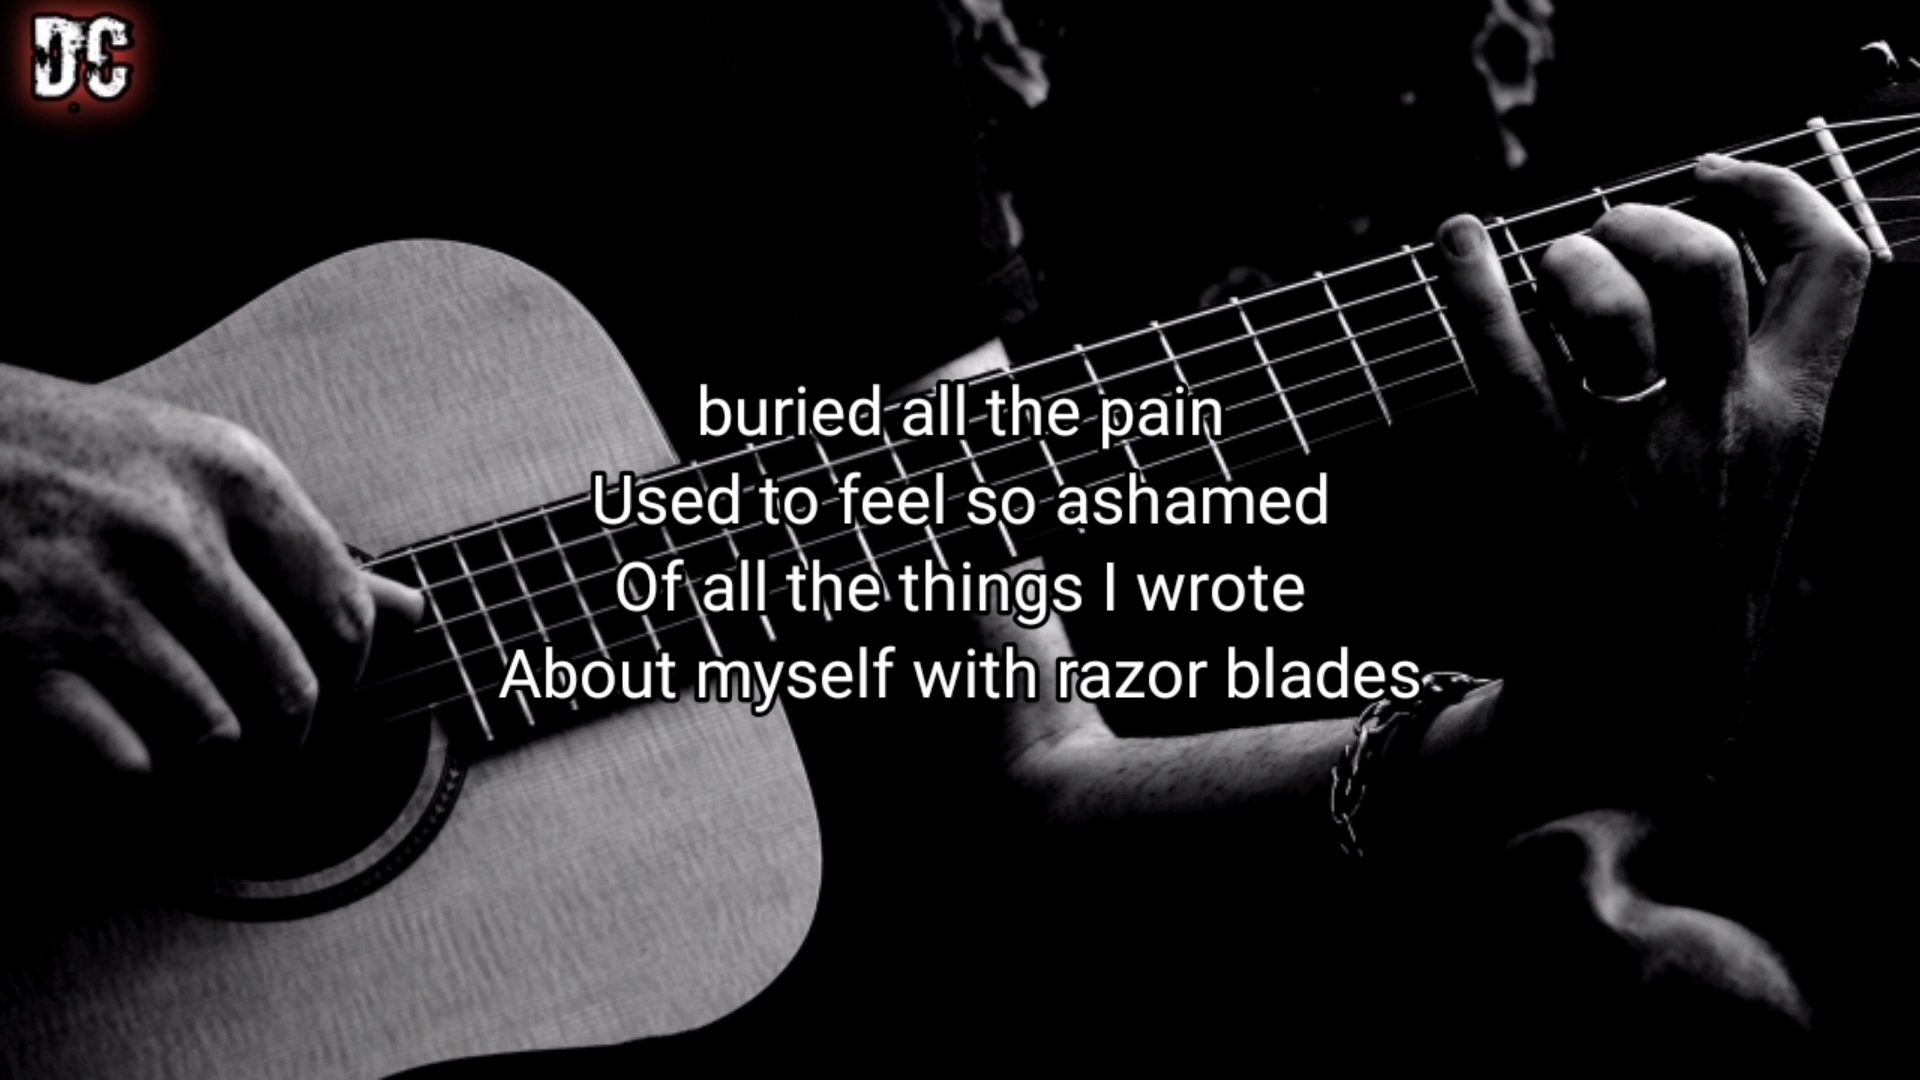 DC
buried all the pain
Used to feel so ashamed
Of all the things I wrote
About myself with razor blades